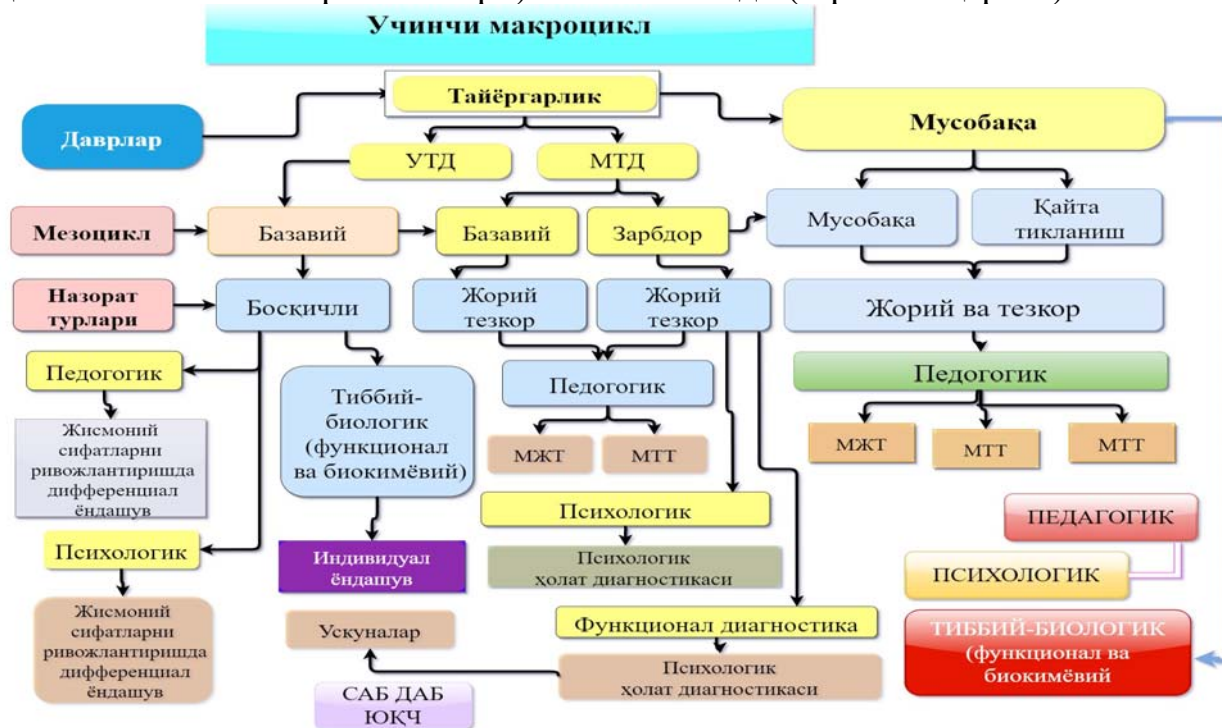 Учинчи макроцикл
Тайёргарлик
Даврлар
Мусобақа
УТД
МТД
Мезоцикл
Базавий
Базавий
Зарбдор
Мусобақа
Қайта
тикланиш
Назорат
турлари
Босқичли
Жорий
тезкор
Жорий
тезкор
Жорий ва тезкор
Педогогик
Тиббий-
биологик
(функционал
ва биокимёвий)
Педогогик
Педогогик
Жисмоний
сифатларни
ривожлантиришда
дифференциал
ёндашув
МЖТ
МТТ
МЖТ
МТТ
МТТ
Психологик
Индивидуал
ёндашув
Психологик
Психологик
ҳолат диагностикаси
ПЕДАГОГИК
ПСИХОЛОГИК
Жисмоний
сифатларни
ривожлантиришда
дифференциал
ёндашув
Ускуналар
Функционал диагностика
ТИББИЙ-БИОЛОГИК
(функционал ва
биокимёвий
САБ ДАБ
ЮҚЧ
Психологик
ҳолат диагностикаси